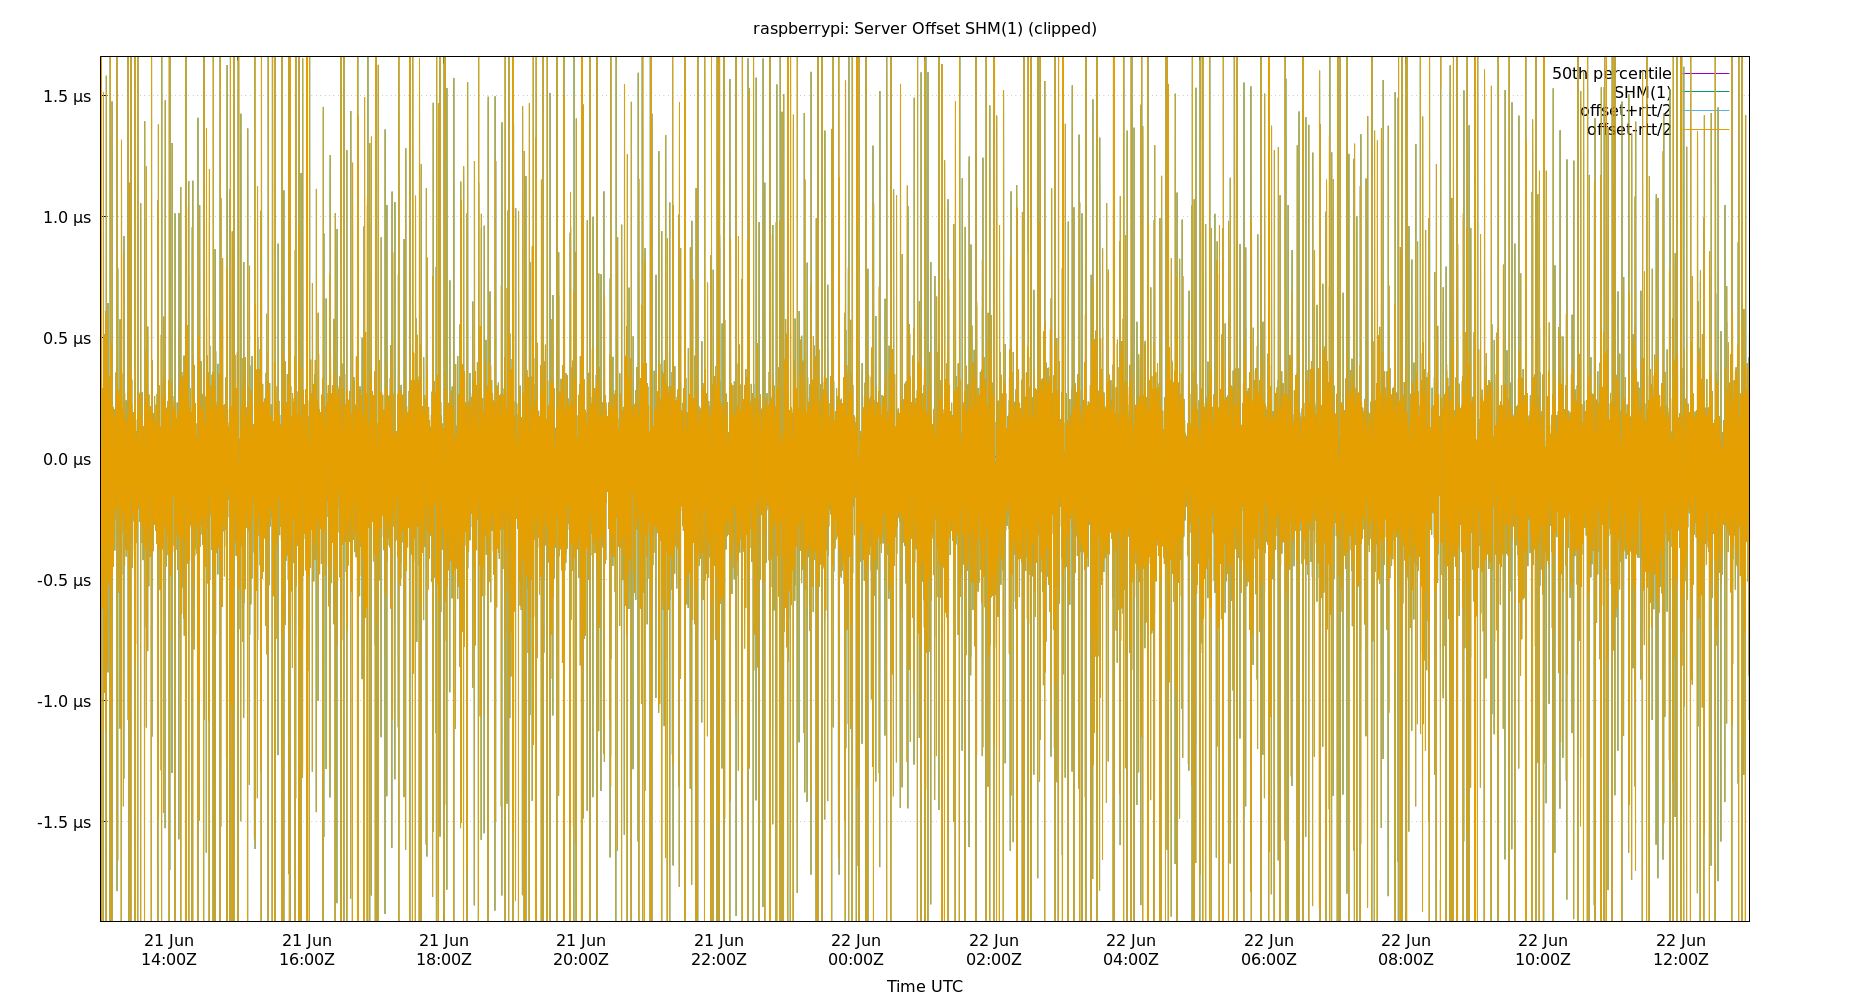 raspberrypi: Server Offset SHM(1) (clipped)
50th percentile
SHM(1)
offset+rtt/2
offset-rtt/2
1.5 µs
1.0 µs
0.5 µs
0.0 µs
-0.5 µs
-1.0 µs
-1.5 µs
21 Jun 21 Jun 21 Jun 21 Jun 21 Jun 22 Jun 22 Jun 22 Jun 22 Jun 22 Jun 22 Jun 22 Jun
14:00Z 16:00Z 18:00Z 20:00Z 22:00Z 00:00Z 02:00Z 04:00Z 06:00Z 08:00Z 10:00Z 12:00Z
Time UTC